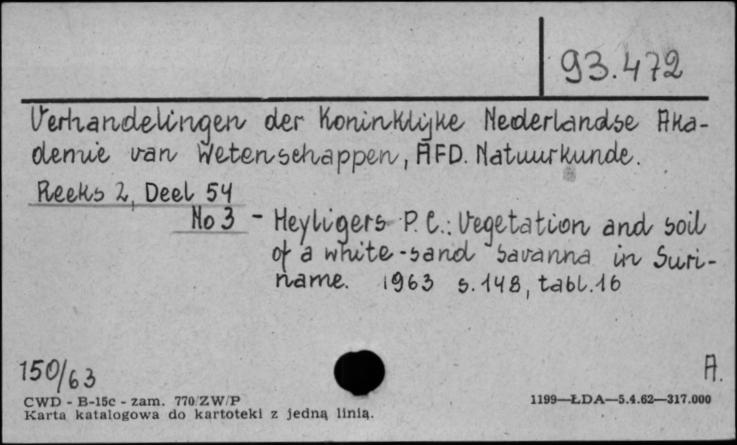 93.472
Verhandelingen der Koninklijke Nederlandse Aka-
demie van Wetenschappen, AFD. Natuurkunde.
Reeks 2, Deel 54
No 3 - Heyligers P. C.: Vegetation and soil
of a white-sand savanna in Suri-
name. 1963 s. 148, tabl. 16
150/63
A.
CWD - B-15c - zam. 770/ZW/P
1199—ŁDA—5.4.62—317.000
Karta katalogowa do kartoteki z jedną linią.